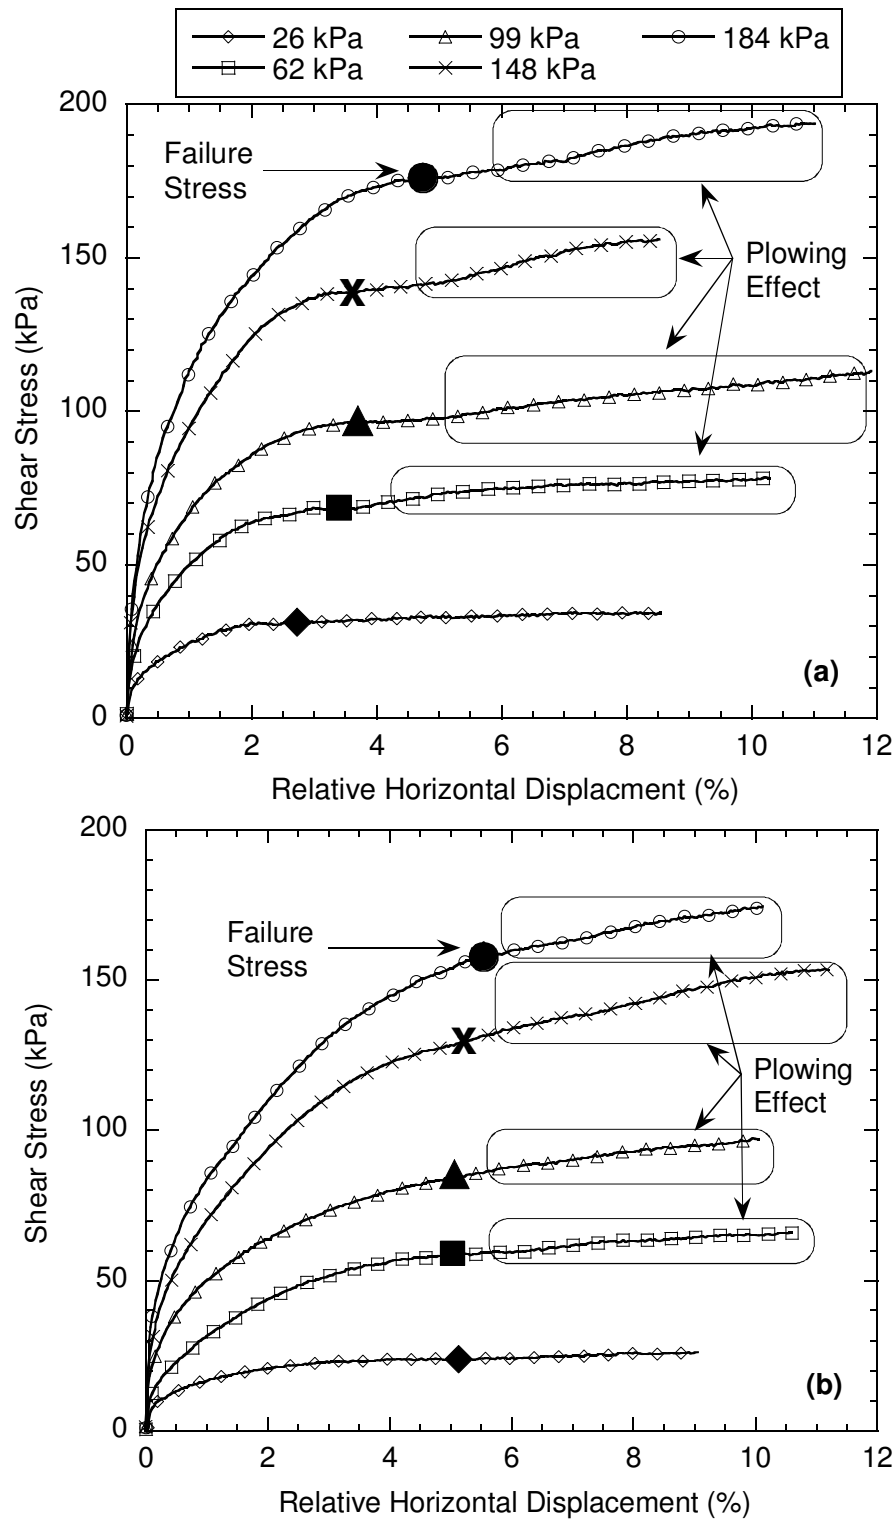 26 kPa 99 kPa 184 kPa
62 kPa 148 kPa
200
150
100
50
0
Shear Stress (kPa)
Failure
Stress
Plowing
Effect
(a)
0 2 4 6 8 10 12
Relative Horizontal Displacment (%)
200
150
100
50
0
Shear Stress (kPa)
Failure
Stress
Plowing
Effect
(b)
0 2 4 6 8 10 12
Relative Horizontal Displacement (%)